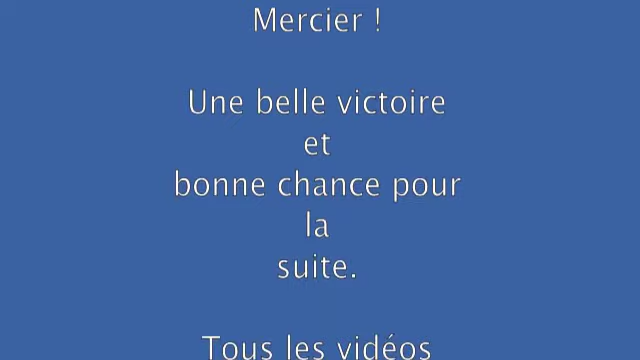 Mercier !
Une belle victoire
et
bonne chance pour
la
suite.
Tous les vidéos